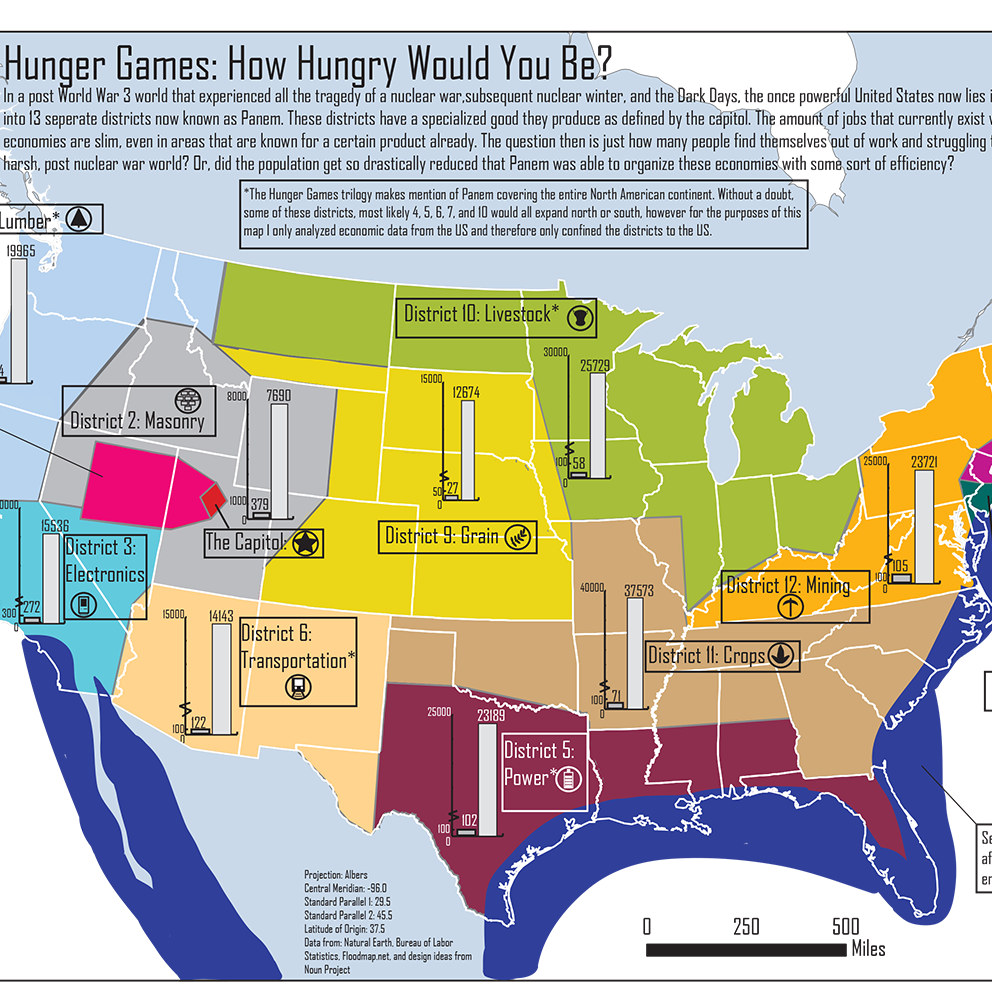 Hunger Games: How Hungry Would You Be?
In a post World War 3 world that experienced all the tragedy of a nuclear war,subsequent nuclear winter, and the Dark Days, the once powerful United States now lies i
into 13 seperate districts now known as Panem. These districts have a specialized good they produce as defined by the capitol. The amount of jobs that currently exist
economies are slim, even in areas that are known for a certain product already. The question then is just how many people find themselves out of work and struggling
harsh, post nuclear war world? Or, did the population get so drastically reduced that Panem was able to organize these economies with some sort of efficiency?
*The Hunger Games trilogy makes mention of Panem covering the entire North American continent. Without a doubt,
some of these districts, most likely 4, 5, 6, 7, and 10 would all expand north or south, however for the purposes of this
map I only analyzed economic data from the US and therefore only confined the districts to the US.
Lumber*
19965
4
District 10: Livestock*
30000
25729
100
58
0
District 2: Masonry
8000
7690
1000
379
0
15000
12674
50
27
0
25000
23721
100
105
0
District 9: Grain
The Capitol:
0000
15536
300
272
0
District 3:
Electronics
District 12: Mining
40000
37573
100
71
0
District 11: Crops
15000
14143
100
122
0
District 6:
Transportation*
25000
23189
100
102
0
District 5:
Power*
Se
af
en
Projection: Albers
Central Meridian: -96.0
Standard Parallel 1: 29.5
Standard Parallel 2: 45.5
Latitude of Origin: 37.5
Data from: Natural Earth, Bureau of Labor
Statistics, Floodmap.net, and design ideas from
Noun Project
0 250 500
Miles